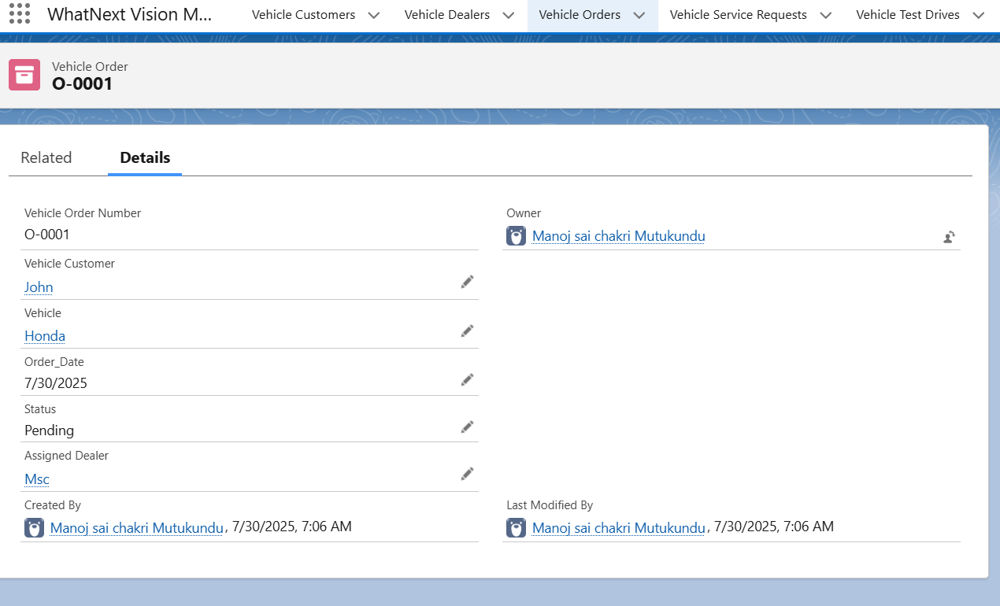 WhatNext Vision M...
Vehicle Customers
Vehicle Dealers
Vehicle Orders
Vehicle Service Requests
Vehicle Test Drives
Vehicle Order
O-0001
Related
Details
Vehicle Order Number
O-0001
Owner
Manoj sai chakri Mutukundu
Vehicle Customer
John
Vehicle
Honda
Order_Date
7/30/2025
Status
Pending
Assigned Dealer
Msc
Created By
Manoj sai chakri Mutukundu, 7/30/2025, 7:06 AM
Last Modified By
Manoj sai chakri Mutukundu, 7/30/2025, 7:06 AM